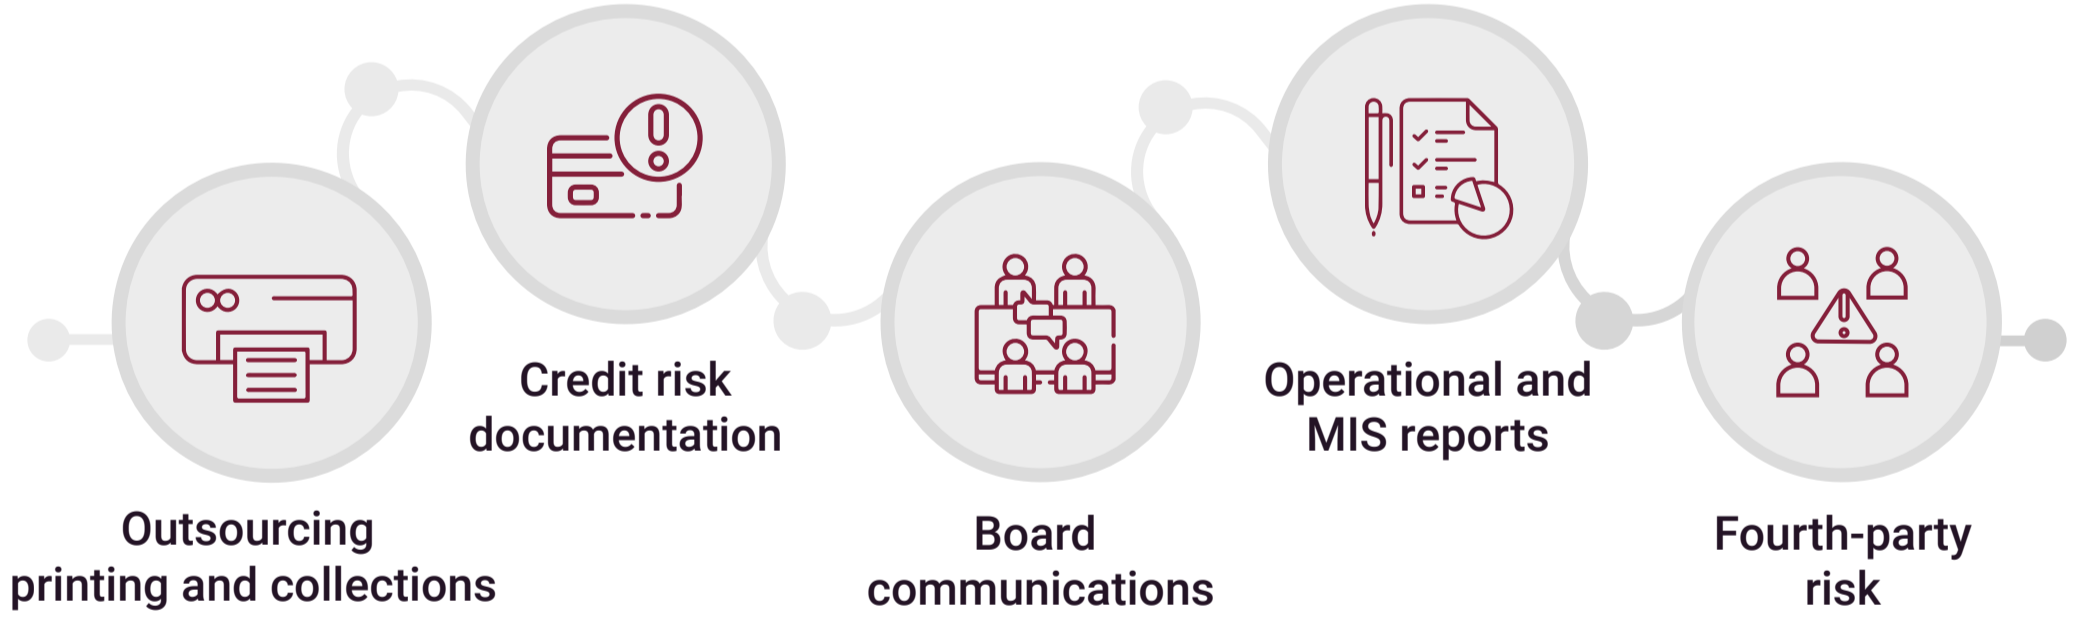 Outsourcing
printing and collections
Credit risk
documentation
Board
communications
Operational and
MIS reports
Fourth-party
risk